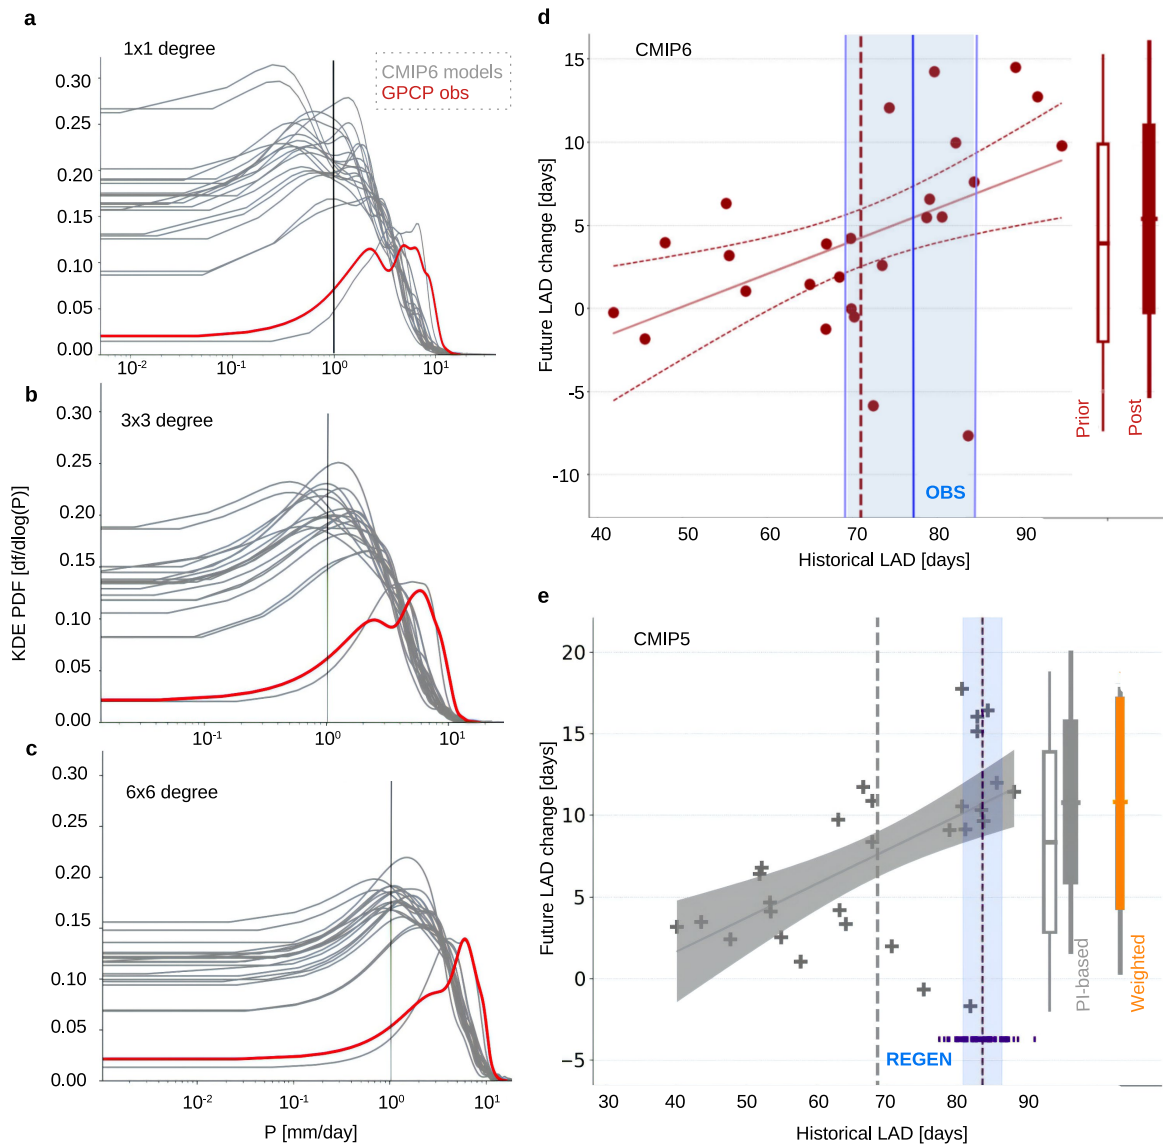 a
1x1 degree
CMIP6 models
GPCP obs
0.30
0.25
0.20
0.15
0.10
0.05
0.00
10-2
10-1
100
101
b
3x3 degree
0.30
0.25
0.20
0.15
0.10
0.05
0.00
10-1
100
101
KDE PDF [df/dlog(P)]
c
6x6 degree
0.30
0.25
0.20
0.15
0.10
0.05
0.00
10-2
10-1
100
101
P [mm/day]
d
CMIP6
15
10
5
0
-5
-10
Future LAD change [days]
OBS
Prior
Post
40 50 60 70 80 90
Historical LAD [days]
e
CMIP5
20
15
10
5
0
−5
Future LAD change [days]
REGEN
PI-based
Weighted
30 40 50 60 70 80 90
Historical LAD [days]